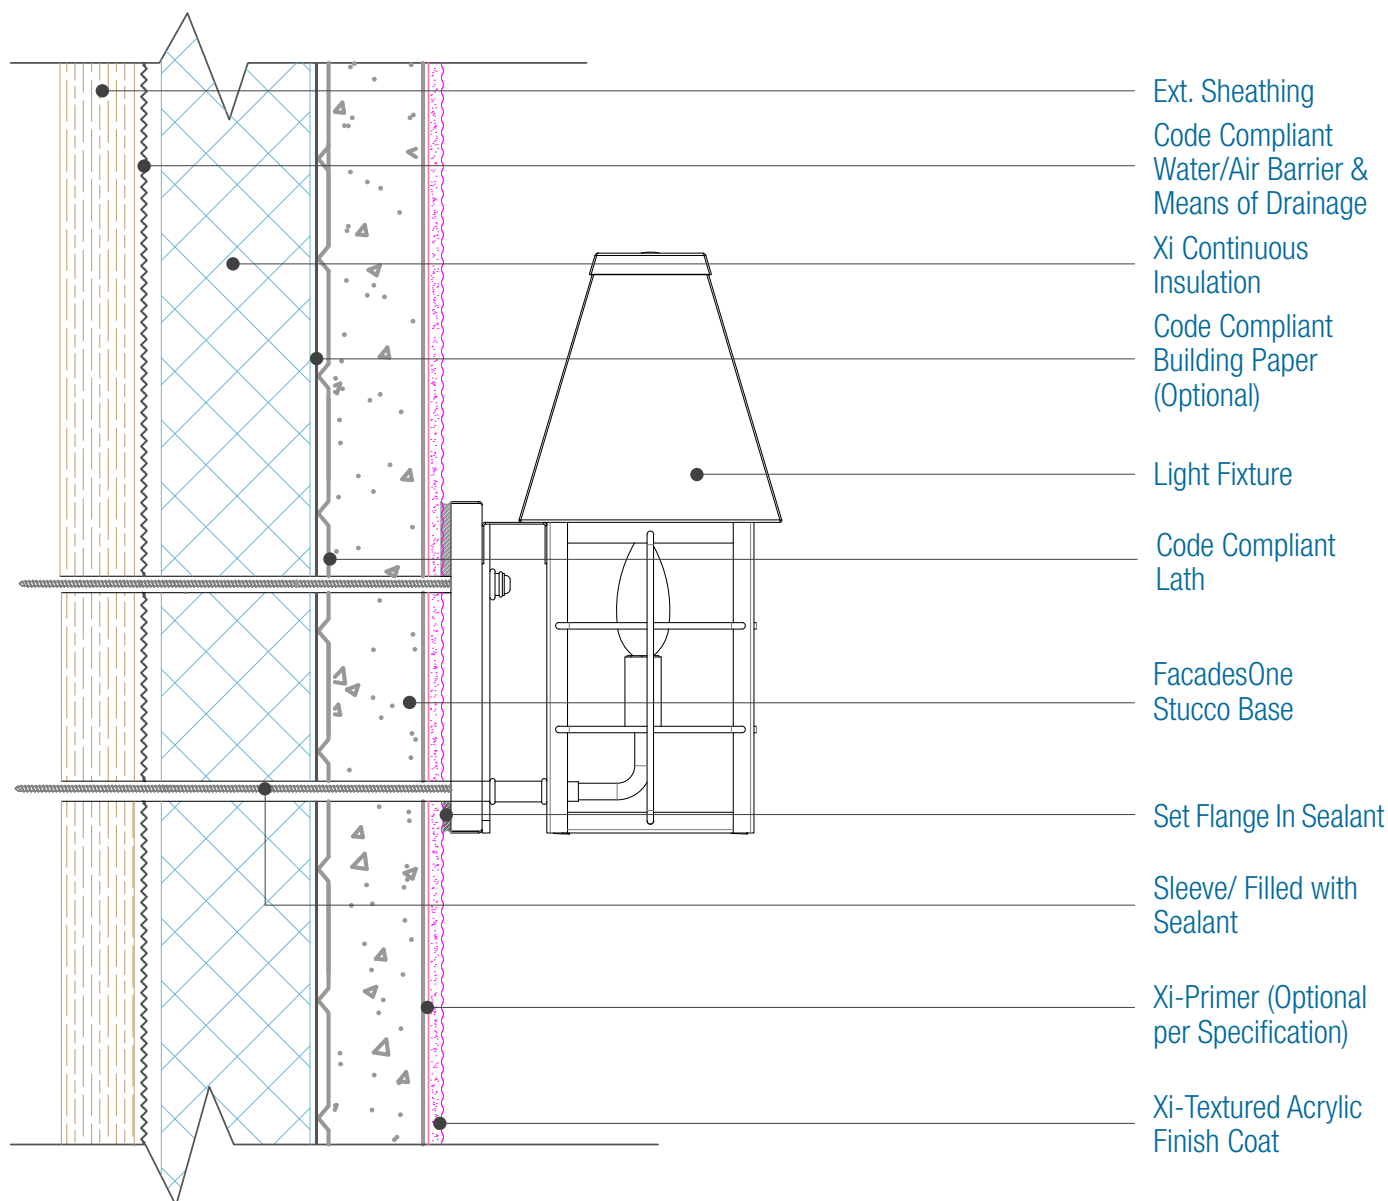 Ext. Sheathing
Code Compliant
Water/Air Barrier &
Means of Drainage
Xi Continuous
Insulation
Code Compliant
Building Paper
(Optional)
Light Fixture
Code Compliant
Lath
FacadesOne
Stucco Base
Set Flange In Sealant
Sleeve/ Filled with
Sealant
Xi-Primer (Optional
per Specification)
Xi-Textured Acrylic
Finish Coat